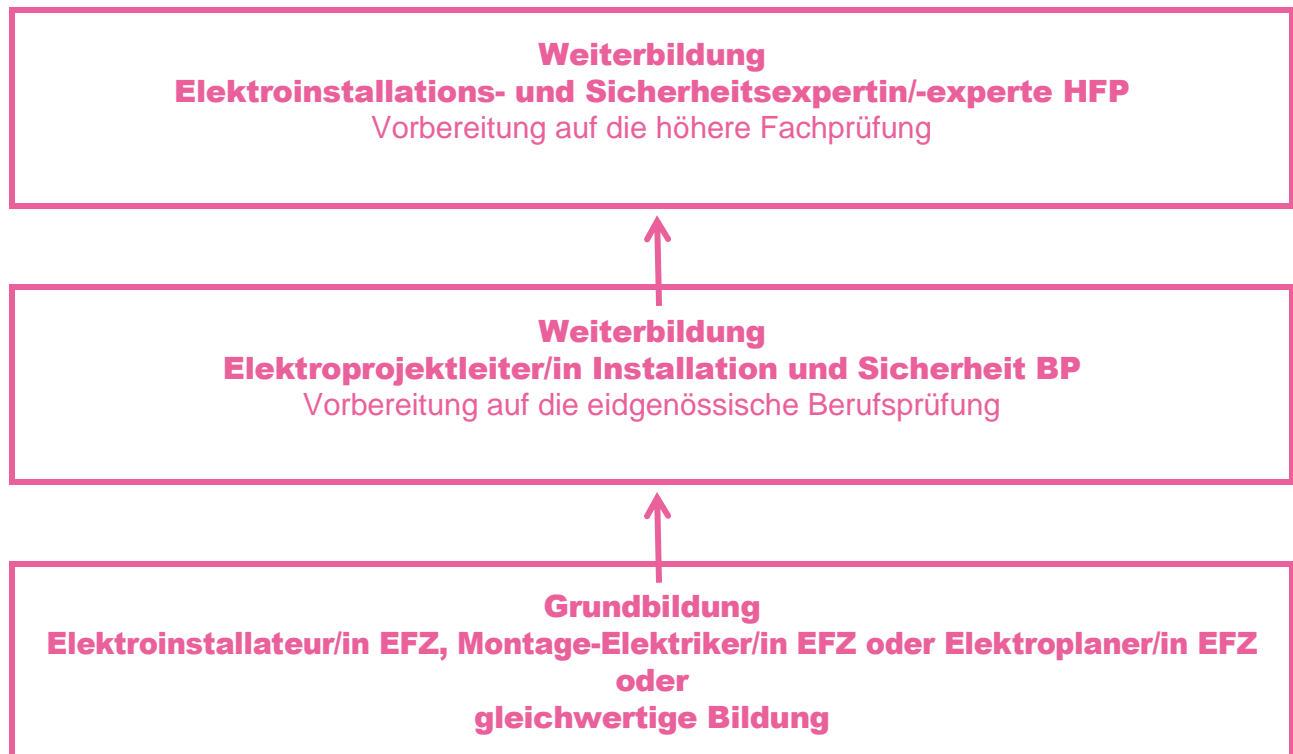 Weiterbildung
Elektroinstallations- und Sicherheitsexpertin/-experte HFP
Vorbereitung auf die höhere Fachprüfung
Weiterbildung
Elektroprojektleiter/in Installation und Sicherheit BP
Vorbereitung auf die eidgenössische Berufsprüfung
Grundbildung
Elektroinstallateur/in EFZ, Montage-Elektriker/in EFZ oder Elektroplaner/in EFZ
oder
gleichwertige Bildung